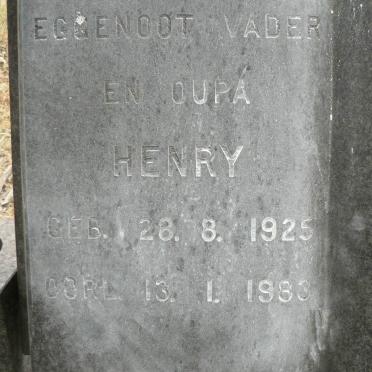 EGGENOOT VADER
EN OUPA
HENRY
GEB. 28. 8. 1925
OORL. 13. 1. 1983